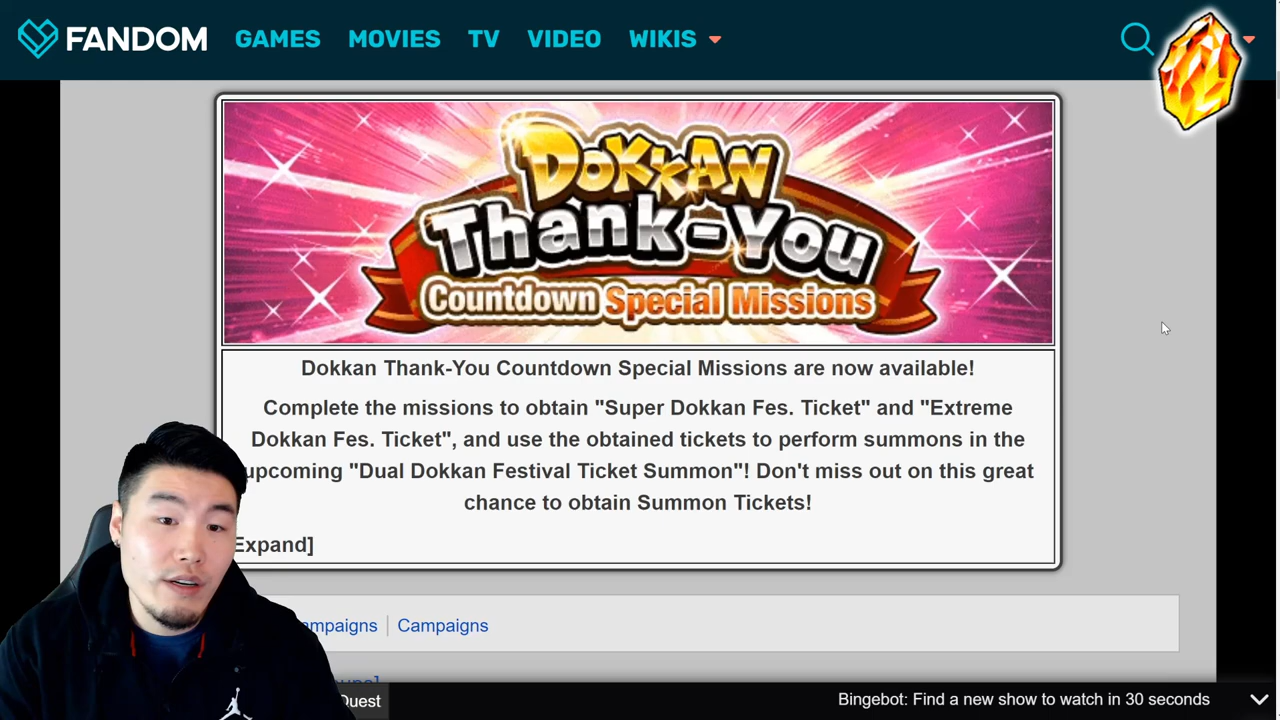 FANDOM GAMES MOVIES TV VIDEO WIKIS
DOKKAN
Thank-You
Countdown Special Missions
Dokkan Thank-You Countdown Special Missions are now available!
Complete the missions to obtain "Super Dokkan Fes. Ticket" and "Extreme
Dokkan Fes. Ticket", and use the obtained tickets to perform summons in the
upcoming "Dual Dokkan Festival Ticket Summon"! Don't miss out on this great
chance to obtain Summon Tickets!
Expand]
Campaigns
Quest
Bingebot: Find a new show to watch in 30 seconds